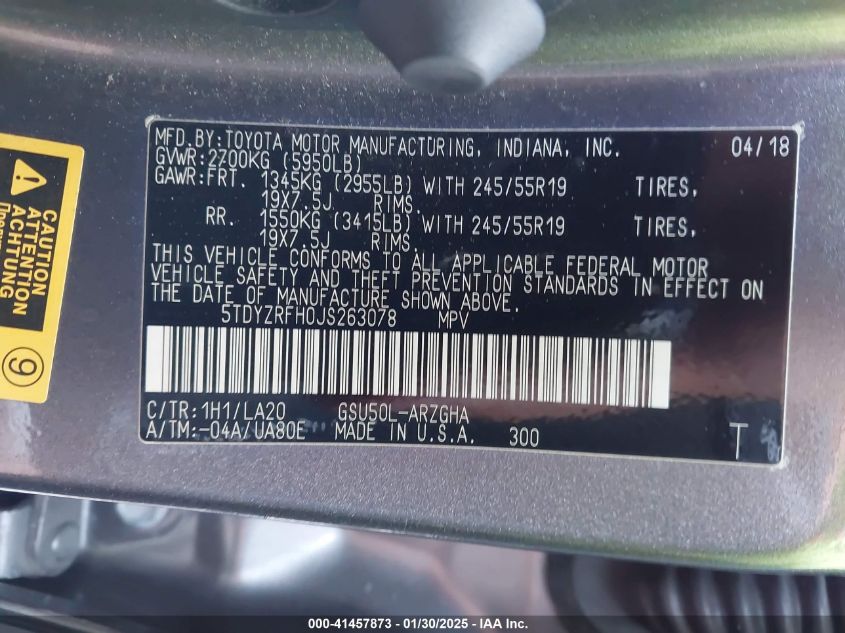 MFD.BY:TOYOTA MOTOR MANUFACTURING, INDIANA, INC. 04/18
GVWR:2700KG (5950LB)
GAWR:FRT. 1345KG (2955LB) WITH 245/55R19 TIRES,
19X7.5J RIMS.
RR. 1550KG (3415LB) WITH 245/55R19 TIRES,
19X7.5J RIMS.
THIS VEHICLE CONFORMS TO ALL APPLICABLE FEDERAL MOTOR
VEHICLE SAFETY AND THEFT PREVENTION STANDARDS IN EFFECT ON
THE DATE OF MANUFACTURE SHOWN ABOVE.
5TDYZRFH0JS263078 MPV
C/TR:1H1/LA20 GSU50L-ARZGHA
A/TM:-04A/UA80E MADE IN U.S.A. 300 T
CAUTION
ATTENTION
ACHTUNG
9
000-41457873 - 01/30/2025 - IAA Inc.